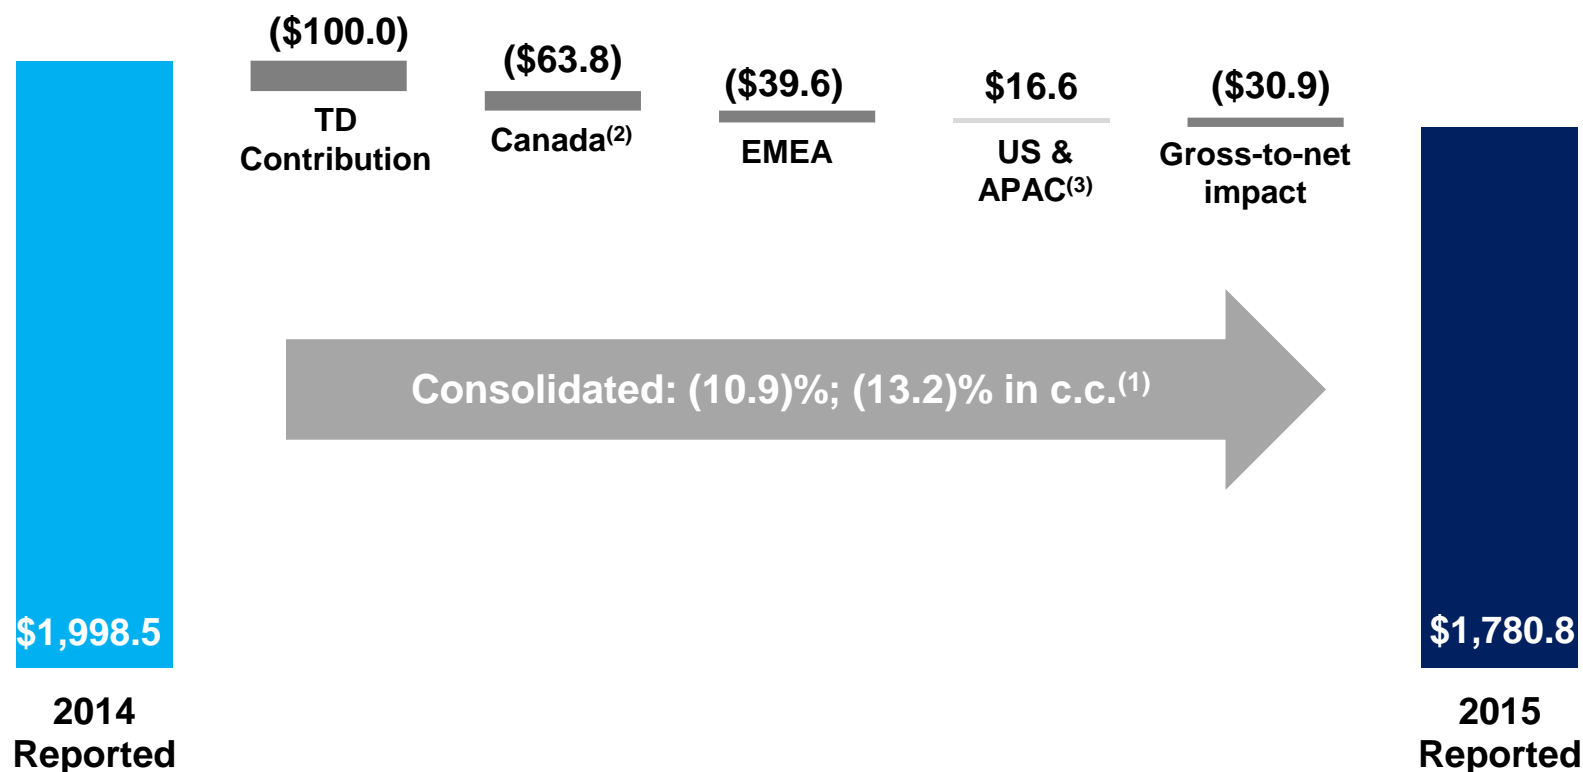 ($100.0)
TD
Contribution
($63.8)
Canada(2)
($39.6)
EMEA
$16.6
US &
APAC(3)
($30.9)
Gross-to-net
impact
Consolidated: (10.9)%; (13.2)% in c.c.(1)
$1,998.5
2014
Reported
$1,780.8
2015
Reported